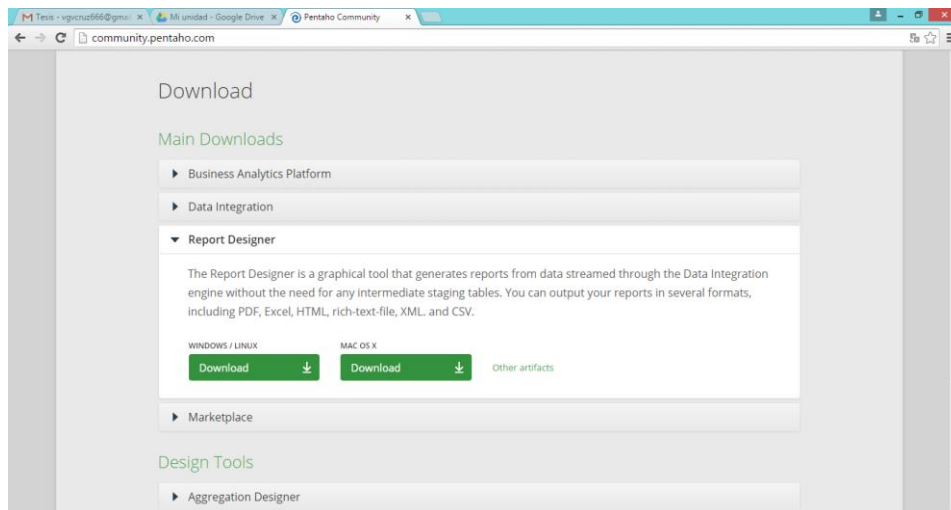 Tesis - vgvcruz666@gmai
Mi unidad - Google Drive
Pentaho Community
community.pentaho.com
Download
Main Downloads
Business Analytics Platform
Data Integration
Report Designer
The Report Designer is a graphical tool that generates reports from data streamed through the Data Integration
engine without the need for any intermediate staging tables. You can output your reports in several formats,
including PDF, Excel, HTML, rich-text-file, XML. and CSV.
WINDOWS / LINUX
MAC OS X
Download
Download
Other artifacts
Marketplace
Design Tools
Aggregation Designer